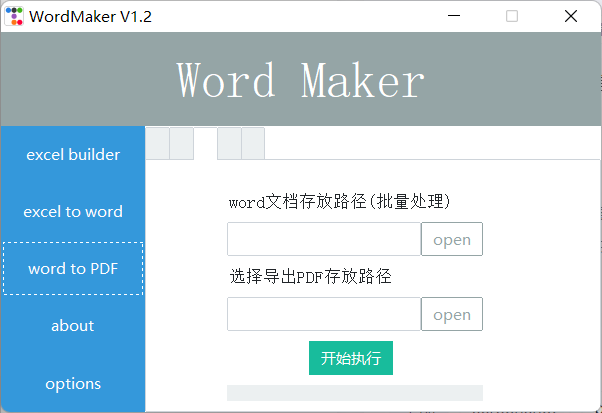 WordMaker V1.2
Word Maker
excel builder
excel to word
word to PDF
about
options
word文档存放路径(批量处理)
open
选择导出PDF存放路径
open
开始执行